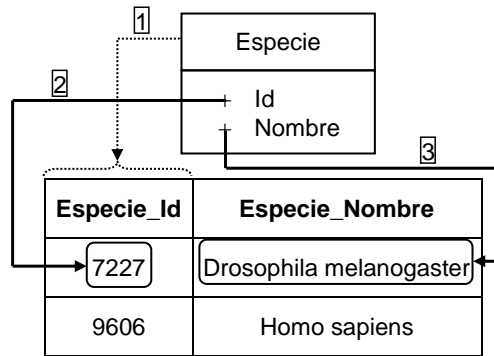 1
Especie
2
+ Id
+ Nombre
3
Especie_Id Especie_Nombre
7227 Drosophila melanogaster
9606 Homo sapiens